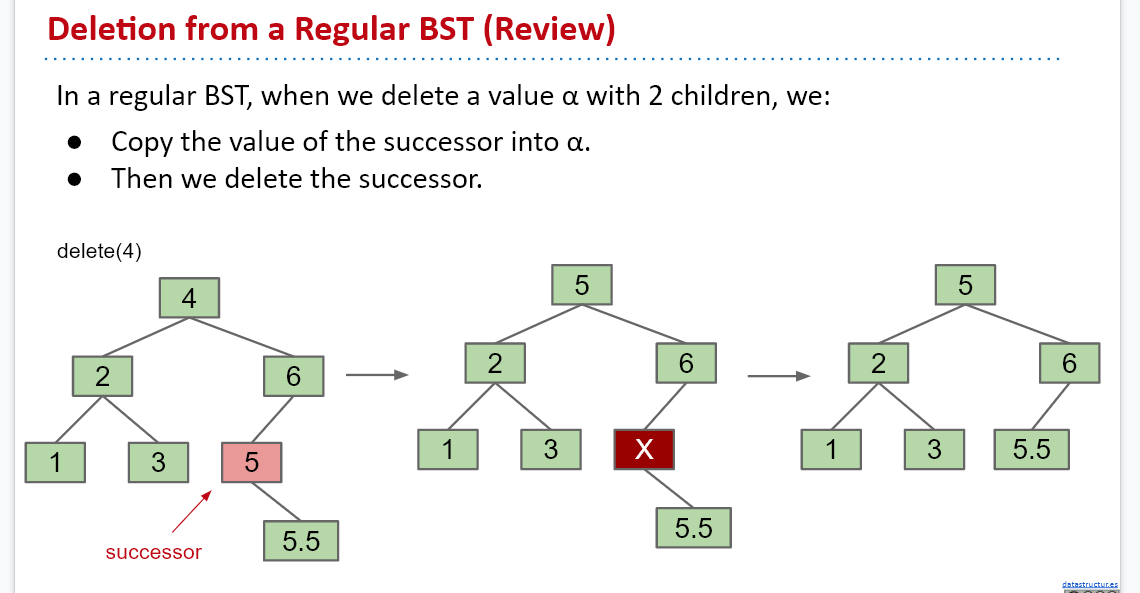 Deletion from a Regular BST (Review)
In a regular BST, when we delete a value α with 2 children, we:
● Copy the value of the successor into α.
● Then we delete the successor.
delete(4)
4
2 6
1 3 5
5.5
successor
5
2 6
1 3 X
5.5
5
2 6
1 3 5.5
datastructur.es